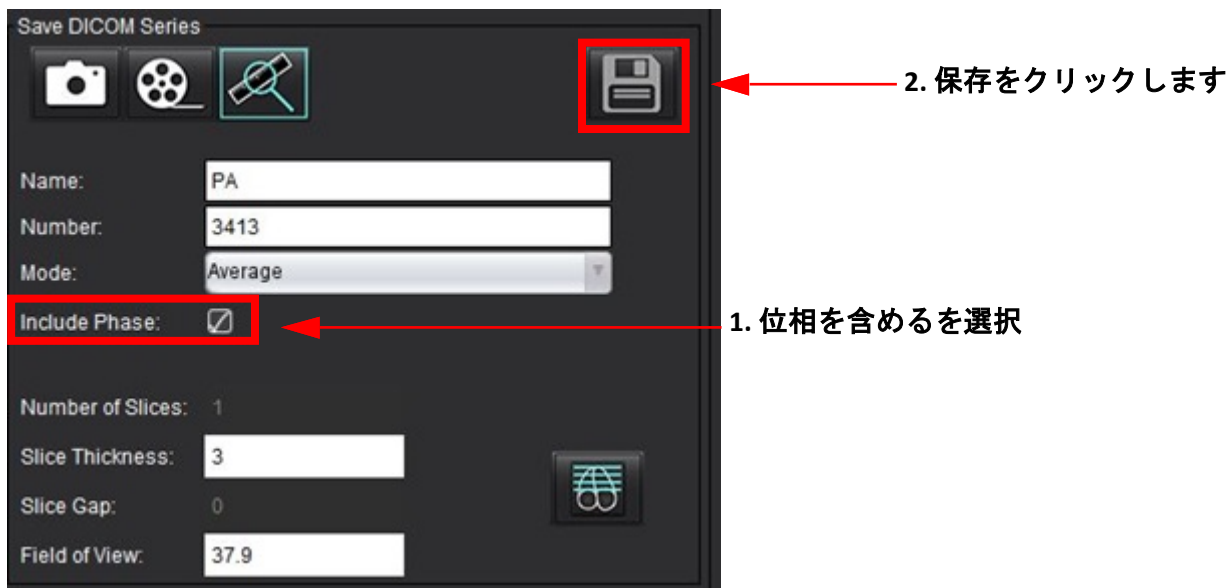 Save DICOM Series
2. 保存をクリックします
Name: PA
Number: 3413
Mode: Average
Include Phase:
1. 位相を含めるを選択
Number of Slices: 1
Slice Thickness: 3
Slice Gap: 0
Field of View: 37.9